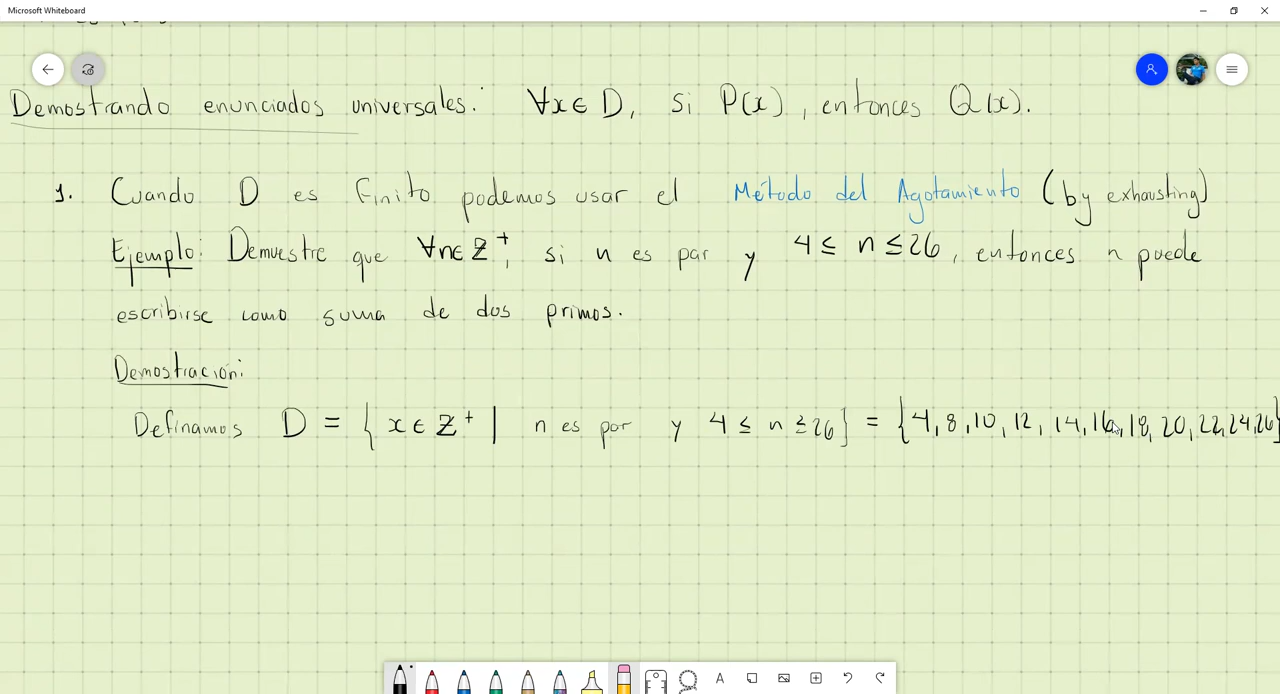 Microsoft Whiteboard
Demostrando enunciados universales: ∀x∈D, si P(x), entonces Q(x).
1. Cuando D es finito podemos usar el Método del Agotamiento (by exhausting)
Ejemplo: Demuestre que ∀n∈Z⁺, si n es par y 4 ≤ n ≤ 26, entonces n puede
escribirse como suma de dos primos.
Demostración:
Definamos D = { x ∈ Z⁺ | n es par y 4 ≤ n ≥ 26 } = { 4, 8, 10, 12, 14, 16, 18, 20, 22, 24, 26 }
A